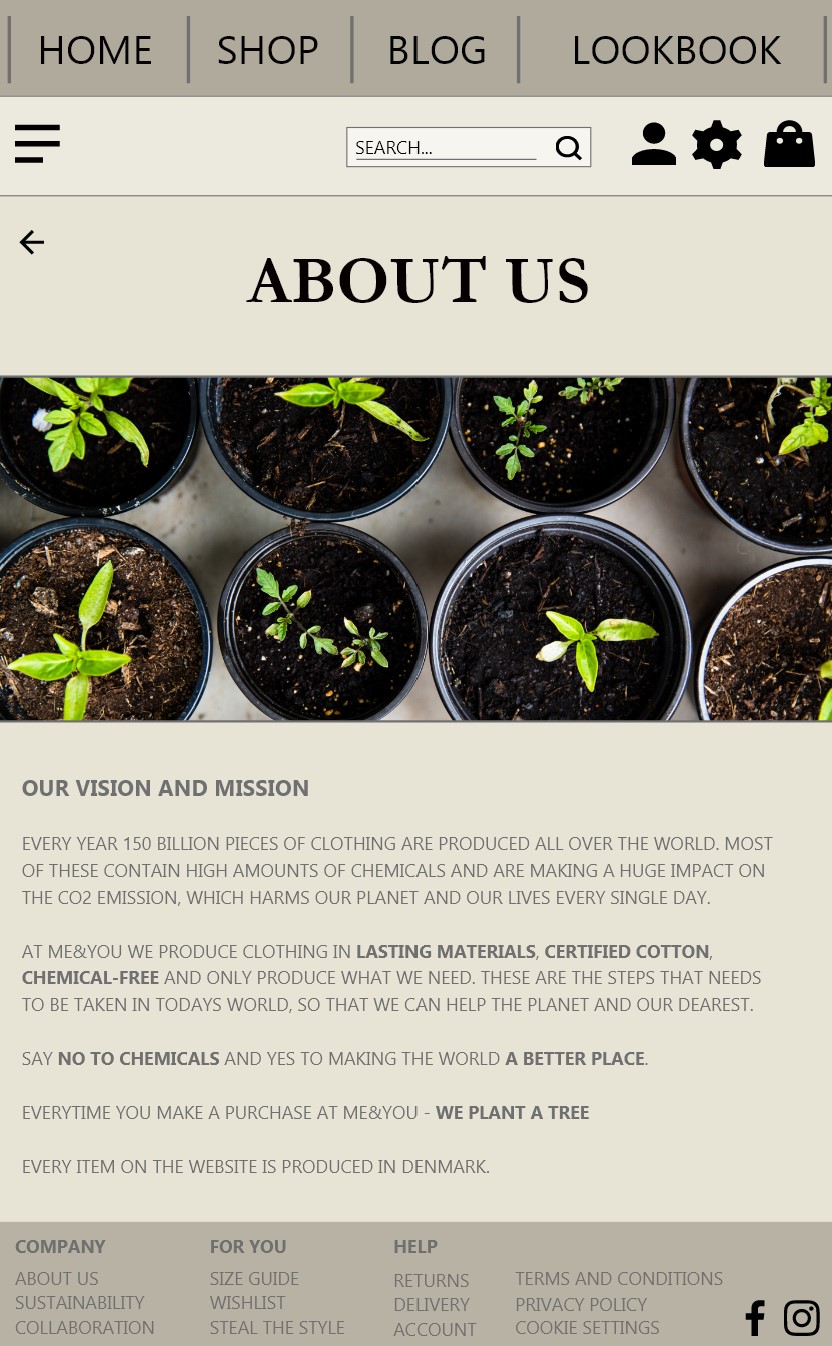 HOME SHOP BLOG LOOKBOOK
SEARCH...
ABOUT US
OUR VISION AND MISSION
EVERY YEAR 150 BILLION PIECES OF CLOTHING ARE PRODUCED ALL OVER THE WORLD. MOST
OF THESE CONTAIN HIGH AMOUNTS OF CHEMICALS AND ARE MAKING A HUGE IMPACT ON
THE CO2 EMISSION, WHICH HARMS OUR PLANET AND OUR LIVES EVERY SINGLE DAY.
AT ME&YOU WE PRODUCE CLOTHING IN LASTING MATERIALS, CERTIFIED COTTON,
CHEMICAL-FREE AND ONLY PRODUCE WHAT WE NEED. THESE ARE THE STEPS THAT NEEDS
TO BE TAKEN IN TODAYS WORLD, SO THAT WE CAN HELP THE PLANET AND OUR DEAREST.
SAY NO TO CHEMICALS AND YES TO MAKING THE WORLD A BETTER PLACE.
EVERYTIME YOU MAKE A PURCHASE AT ME&YOU - WE PLANT A TREE
EVERY ITEM ON THE WEBSITE IS PRODUCED IN DENMARK.
COMPANY
ABOUT US
SUSTAINABILITY
COLLABORATION
FOR YOU
SIZE GUIDE
WISHLIST
STEAL THE STYLE
HELP
RETURNS
DELIVERY
ACCOUNT
TERMS AND CONDITIONS
PRIVACY POLICY
COOKIE SETTINGS